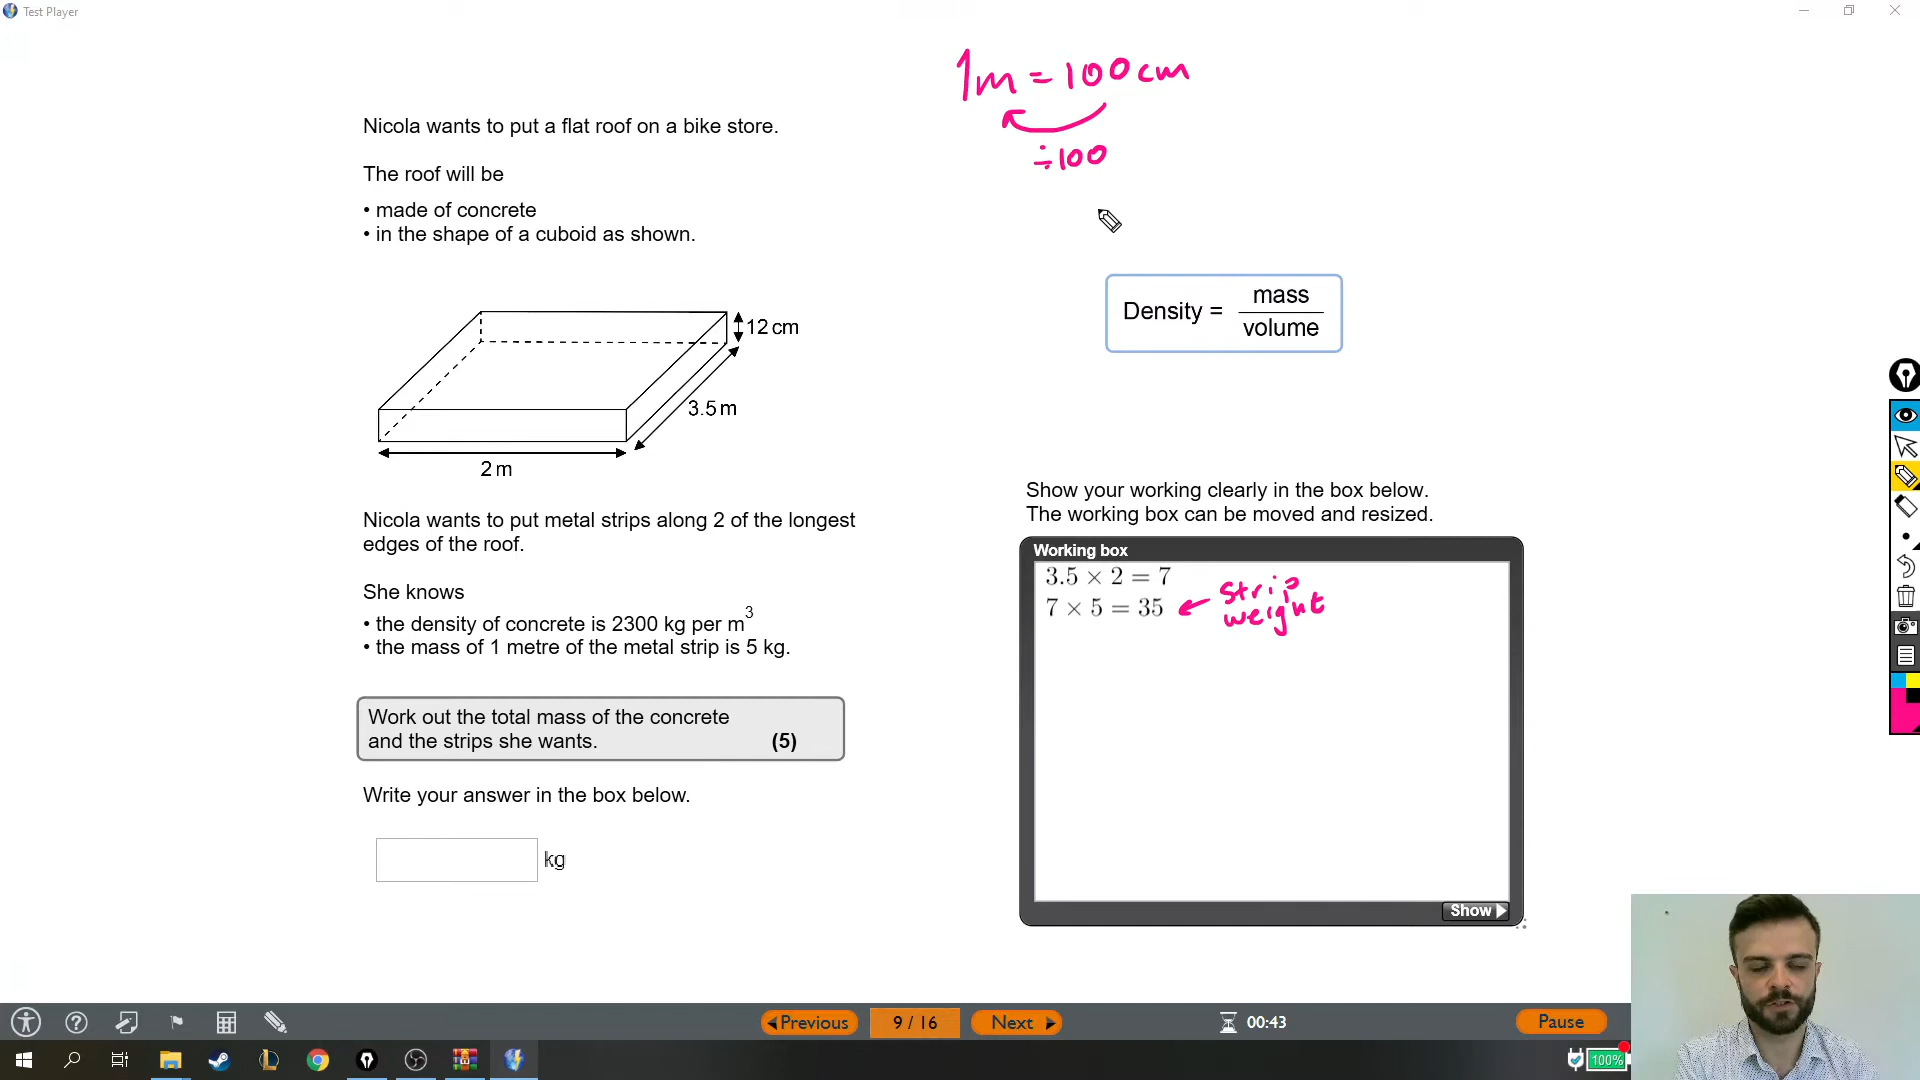 Test Player
1m = 100cm
÷100
Nicola wants to put a flat roof on a bike store.
The roof will be
• made of concrete
• in the shape of a cuboid as shown.
Density = mass
volume
12 cm
3.5 m
2 m
Nicola wants to put metal strips along 2 of the longest
edges of the roof.
She knows
• the density of concrete is 2300 kg per m³
• the mass of 1 metre of the metal strip is 5 kg.
Work out the total mass of the concrete
and the strips she wants. (5)
Write your answer in the box below.
kg
Show your working clearly in the box below.
The working box can be moved and resized.
Working box
3.5 × 2 = 7
7 × 5 = 35
strip
weight
Show
Previous
9 / 16
Next
00:43
Pause
100%